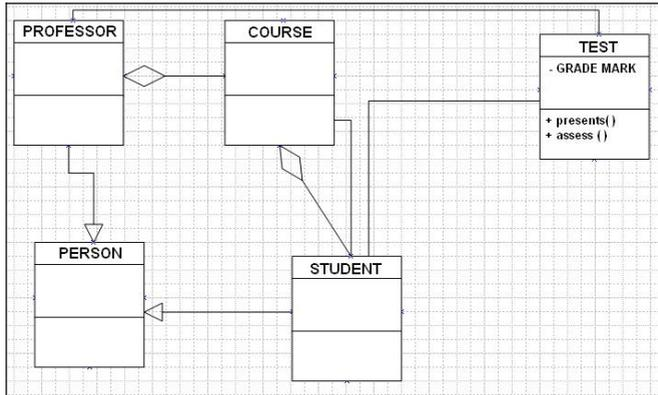 PROFESSOR
COURSE
TEST
- GRADE MARK
+ presents()
+ assess ()
PERSON
STUDENT